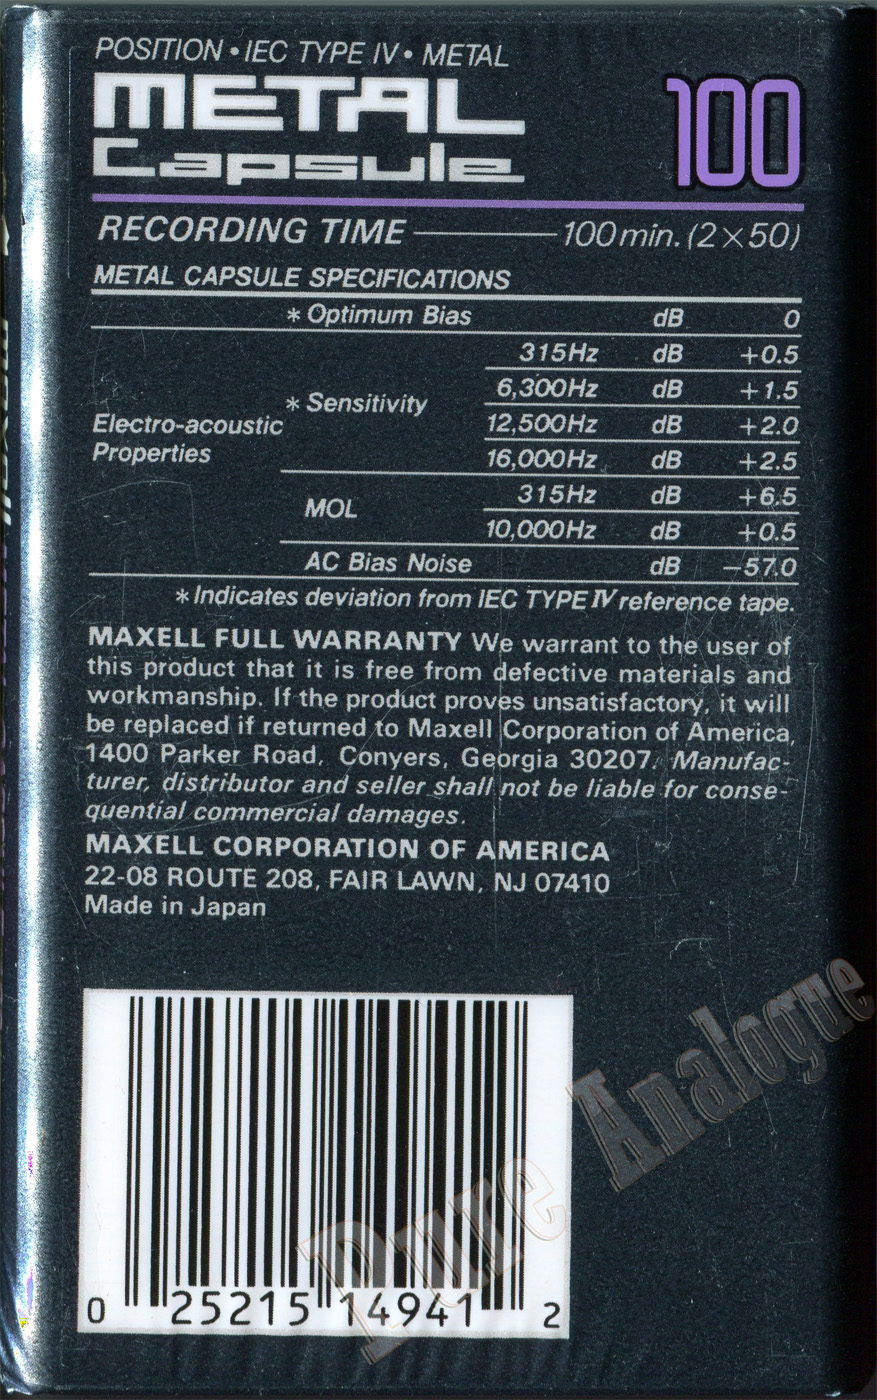 POSITION • IEC TYPE IV • METAL
METAL
Capsule
100
RECORDING TIME 100 min. (2×50)
METAL CAPSULE SPECIFICATIONS
* Optimum Bias dB 0
315Hz dB +0.5
6,300Hz dB +1.5
* Sensitivity
12,500Hz dB +2.0
Electro-acoustic
Properties
16,000Hz dB +2.5
315Hz dB +6.5
MOL
10,000Hz dB +0.5
AC Bias Noise dB −57.0
* Indicates deviation from IEC TYPE IV reference tape.
MAXELL FULL WARRANTY We warrant to the user of
this product that it is free from defective materials and
workmanship. If the product proves unsatisfactory, it will
be replaced if returned to Maxell Corporation of America,
1400 Parker Road, Conyers, Georgia 30207. Manufac-
turer, distributor and seller shall not be liable for conse-
quential commercial damages.
MAXELL CORPORATION OF AMERICA
22-08 ROUTE 208, FAIR LAWN, NJ 07410
Made in Japan
0 25215 14941 2
Pure Analogue